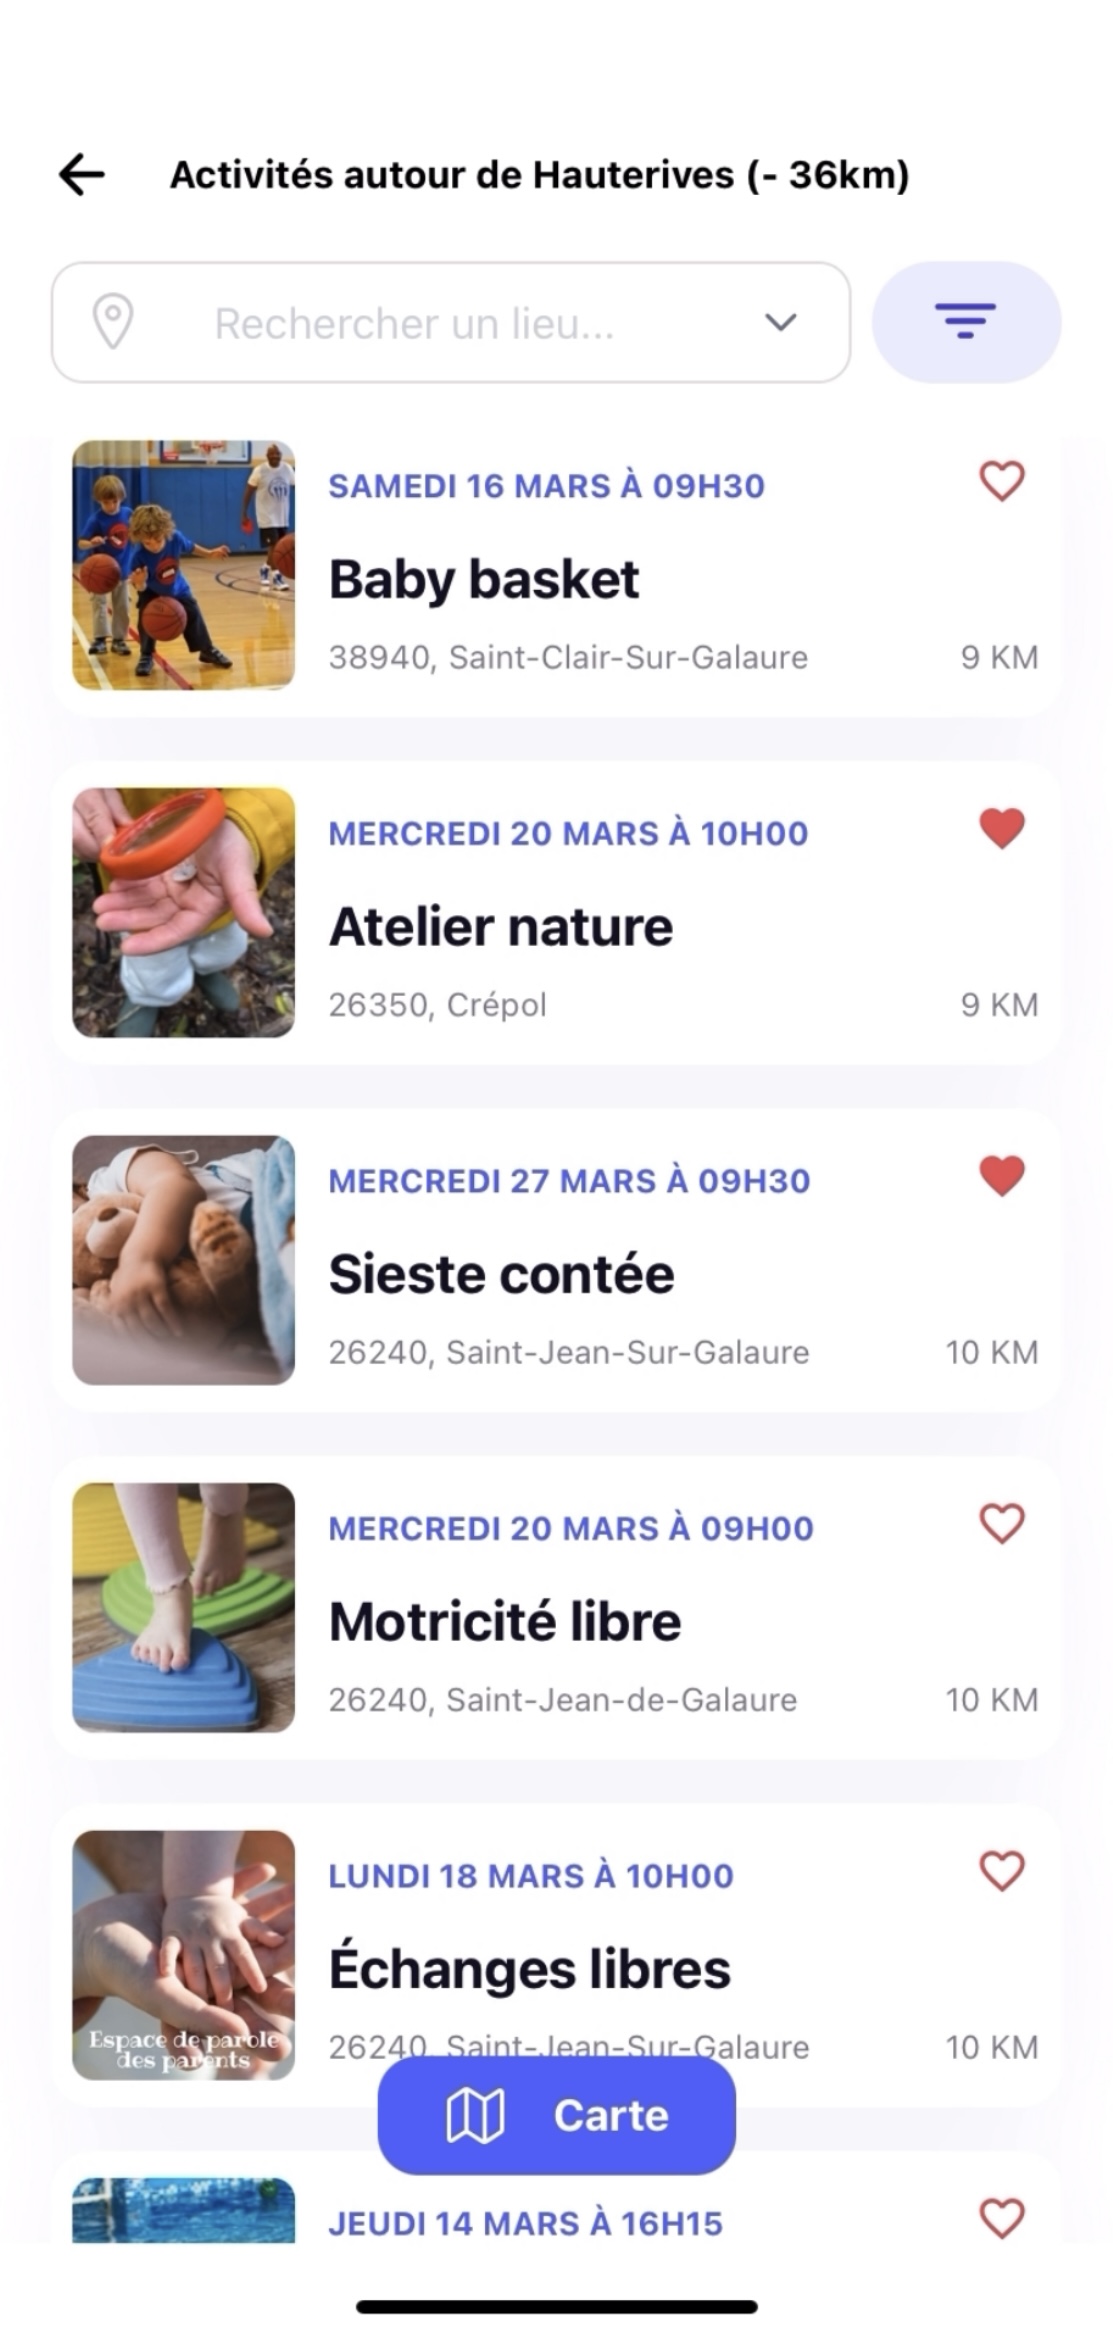 Activités autour de Hauterives (- 36km)
Rechercher un lieu...
SAMEDI 16 MARS À 09H30
Baby basket
38940, Saint-Clair-Sur-Galaure 9 KM
MERCREDI 20 MARS À 10H00
Atelier nature
26350, Crépol 9 KM
MERCREDI 27 MARS À 09H30
Sieste contée
26240, Saint-Jean-Sur-Galaure 10 KM
MERCREDI 20 MARS À 09H00
Motricité libre
26240, Saint-Jean-de-Galaure 10 KM
LUNDI 18 MARS À 10H00
Échanges libres
Espace de parole
des parents
26240, Saint-Jean-Sur-Galaure 10 KM
Carte
JEUDI 14 MARS À 16H15